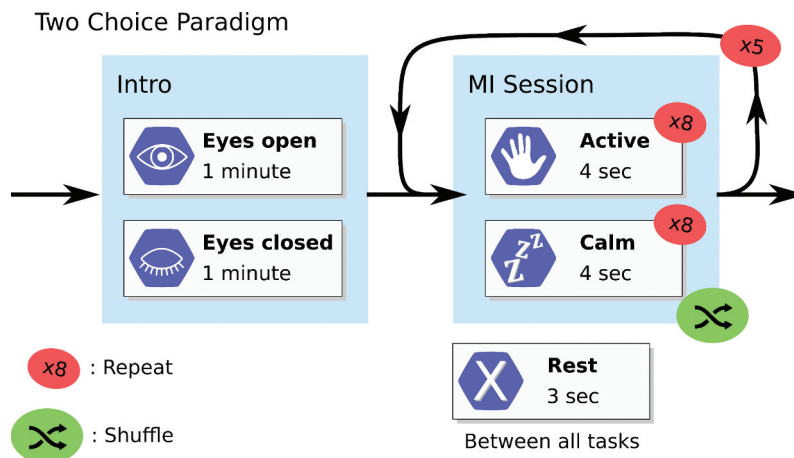 Two Choice Paradigm
x5
Intro
MI Session
Eyes open
1 minute
x8
Active
4 sec
Eyes closed
1 minute
x8
Calm
4 sec
z z z
x8 : Repeat
X
Rest
3 sec
: Shuffle
Between all tasks